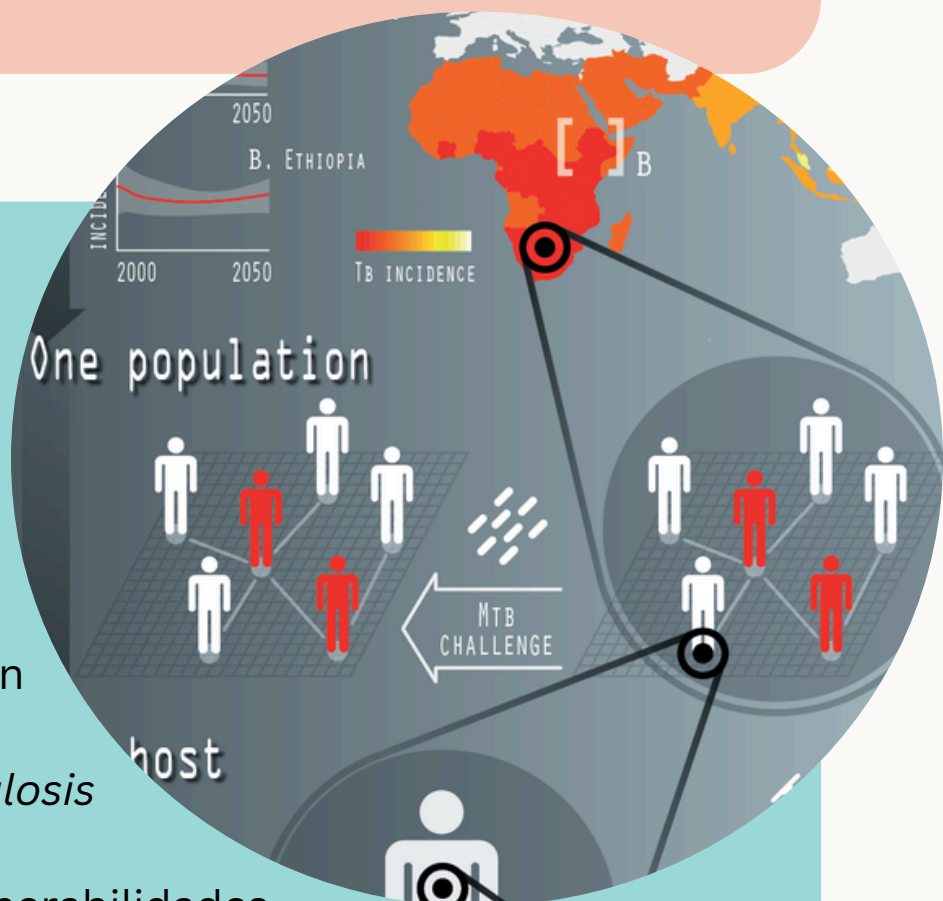 2050
B. ETHIOPIA
B
2000 2050
TB INCIDENCE
One population
MTB
CHALLENGE
n
host
losis